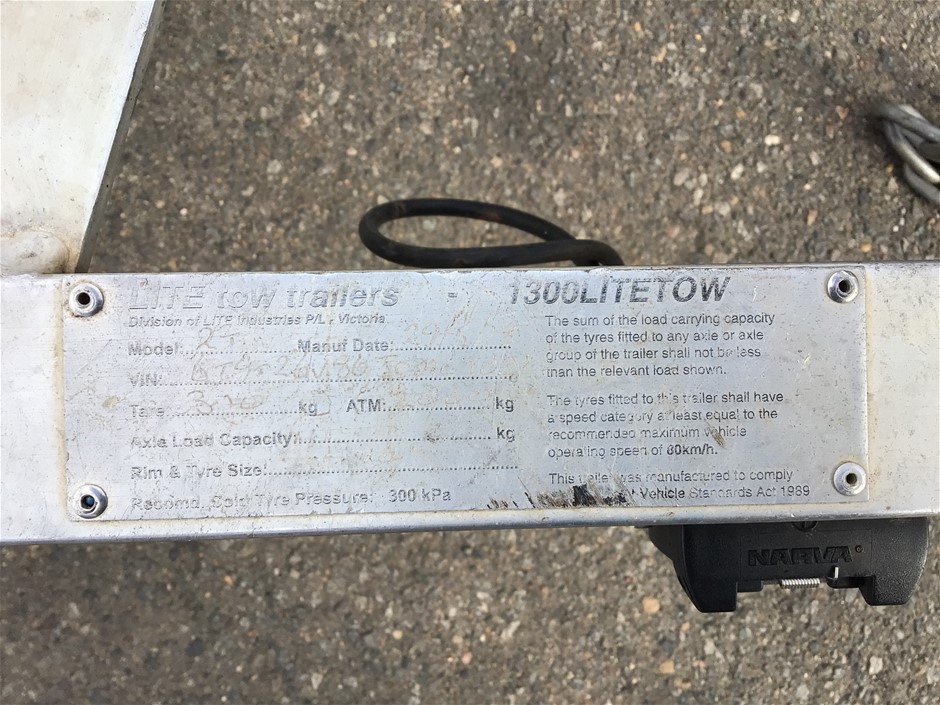 LITE tow trailers - 1300LITETOW
Division of LITE Industries P/L - Victoria
Model: Manuf Date:
VIN:
Tare kg ATM: kg
Axle Load Capacity: kg
Rim & Tyre Size:
Recomd. Cold Tyre Pressure: 300 kPa
The sum of the load carrying capacity
of the tyres fitted to any axle or axle
group of the trailer shall not be less
than the relevant load shown.
The tyres fitted to this trailer shall have
a speed category at least equal to the
recommended maximum vehicle
operating speed of 80km/h.
This trailer was manufactured to comply
Vehicle Standards Act 1989
NARVA